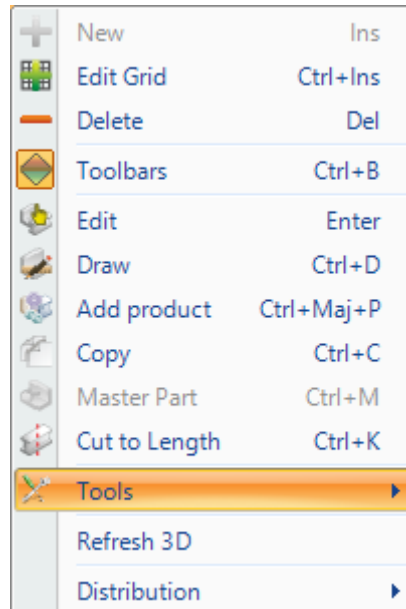 New Ins
Edit Grid Ctrl+Ins
Delete Del
Toolbars Ctrl+B
Edit Enter
Draw Ctrl+D
Add product Ctrl+Maj+P
Copy Ctrl+C
Master Part Ctrl+M
Cut to Length Ctrl+K
Tools
Refresh 3D
Distribution